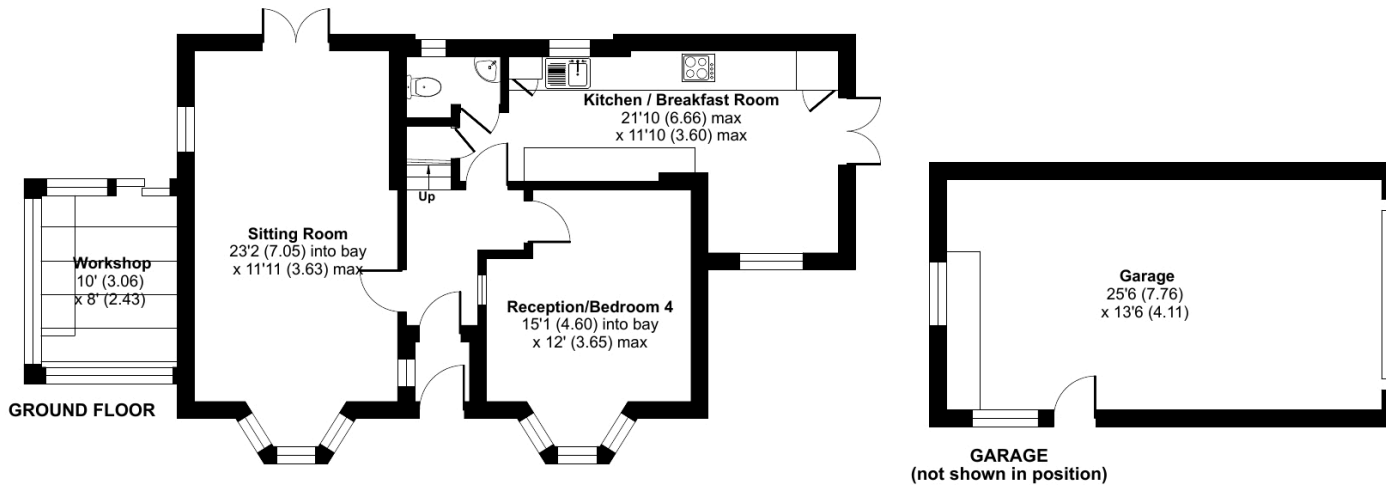 Kitchen / Breakfast Room
21'10 (6.66) max
x 11'10 (3.60) max
Up
Sitting Room
23'2 (7.05) into bay
x 11'11 (3.63) max
Workshop
10' (3.06)
x 8' (2.43)
Reception/Bedroom 4
15'1 (4.60) into bay
x 12' (3.65) max
Garage
25'6 (7.76)
x 13'6 (4.11)
GROUND FLOOR
GARAGE
(not shown in position)